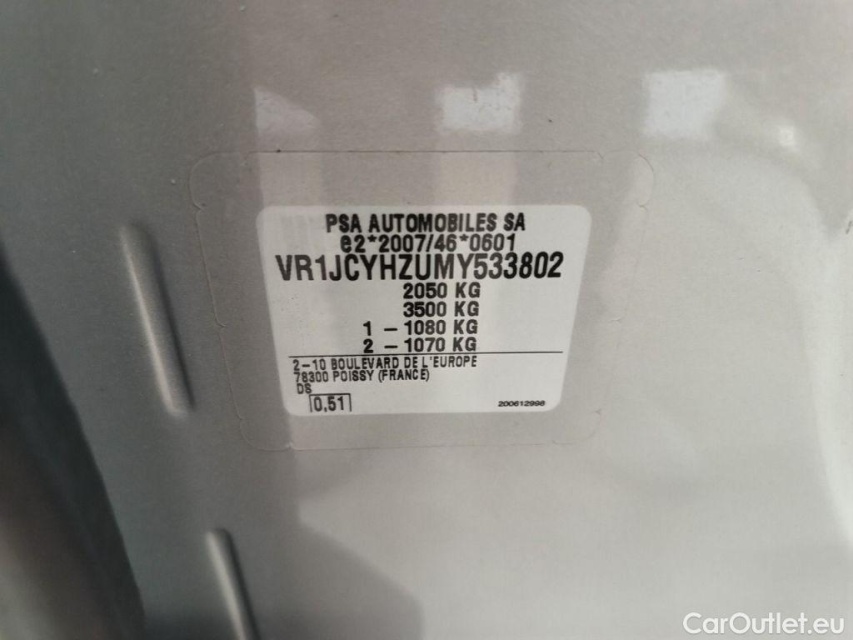 PSA AUTOMOBILES SA
e2*2007/46*0601
VR1JCYHZUMY533802
2050 KG
3500 KG
1 - 1080 KG
2 - 1070 KG
2-10 BOULEVARD DE L'EUROPE
78300 POISSY (FRANCE)
DS
0,51
200612998
CarOutlet.eu